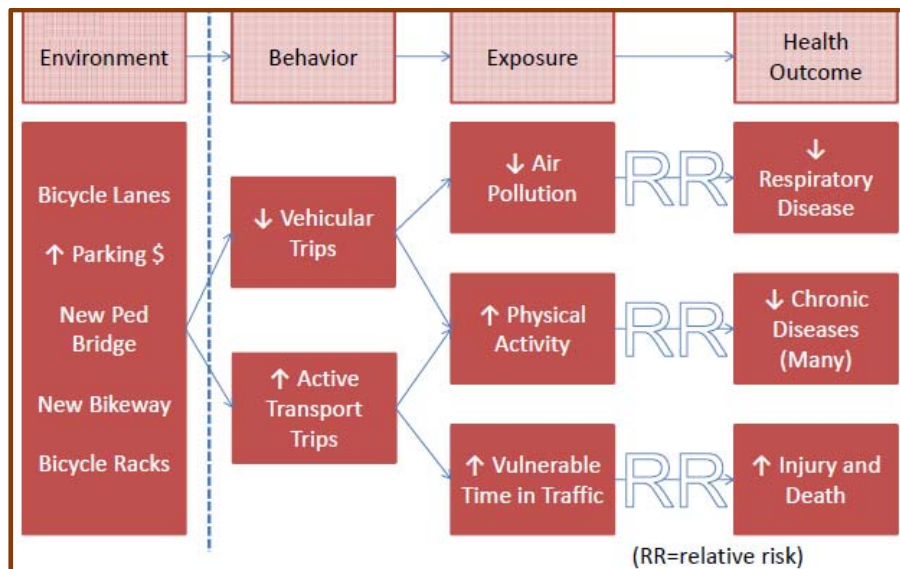 Environment
Behavior
Exposure
Health
Outcome
Bicycle Lanes
↑ Parking $
New Ped
Bridge
New Bikeway
Bicycle Racks
↓ Vehicular
Trips
↑ Active
Transport
Trips
↓ Air
Pollution
↑ Physical
Activity
↑ Vulnerable
Time in Traffic
RR
RR
RR
↓
Respiratory
Disease
↓ Chronic
Diseases
(Many)
↑ Injury and
Death
(RR=relative risk)